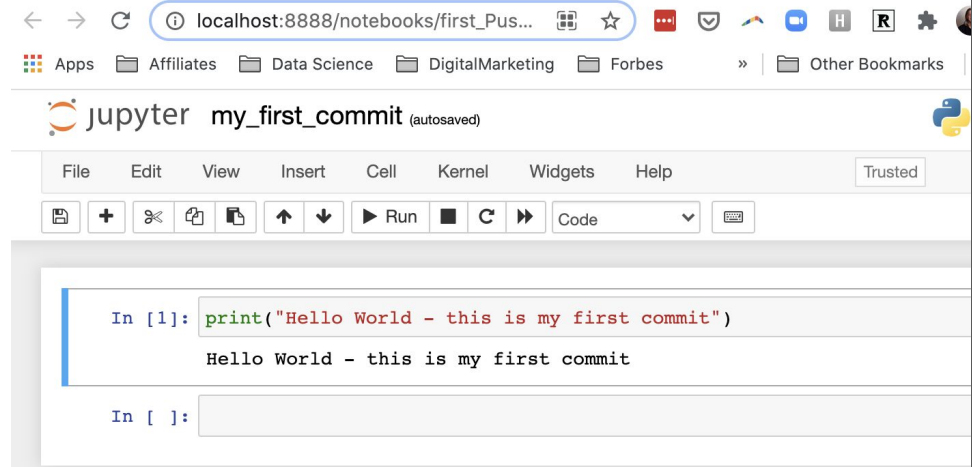 localhost:8888/notebooks/first_Pus...
H R
Apps Affiliates Data Science DigitalMarketing Forbes » Other Bookmarks
jupyter my_first_commit (autosaved)
File Edit View Insert Cell Kernel Widgets Help Trusted
Run Code
In [1]: print("Hello World - this is my first commit")
Hello World - this is my first commit
In [ ]: